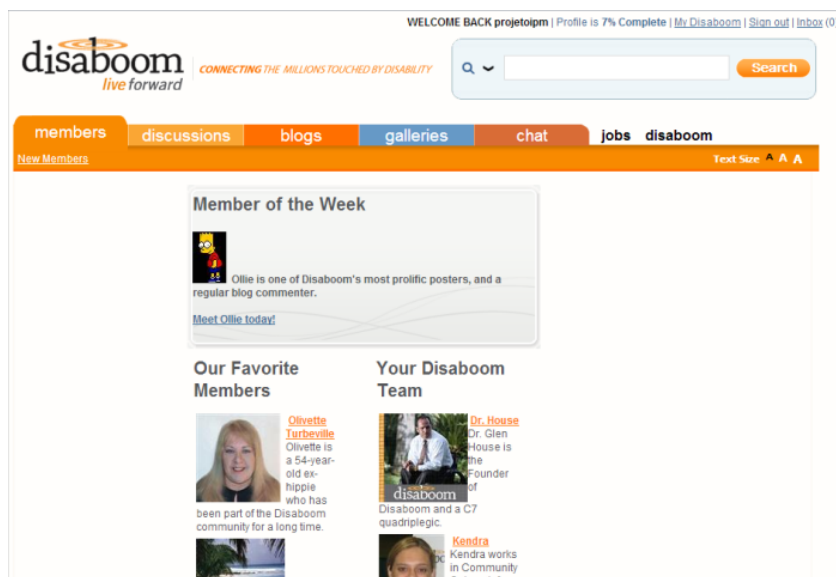 WELCOME BACK projetoipm | Profile is 7% Complete | My Disaboom | Sign out | Inbox (0)
disaboom
live forward
CONNECTING THE MILLIONS TOUCHED BY DISABILITY
Search
members discussions blogs galleries chat jobs disaboom
New Members
Text Size A A A
Member of the Week
Ollie is one of Disaboom's most prolific posters, and a
regular blog commenter.
Meet Ollie today!
Our Favorite
Members
Olivette
Turbeville
Olivette is
a 54-year-
old ex-
hippie
who has
been part of the Disaboom
community for a long time.
Your Disaboom
Team
Dr. House
Dr. Glen
House is
the
Founder
of
disaboom
Disaboom and a C7
quadriplegic.
Kendra
Kendra works
in Community